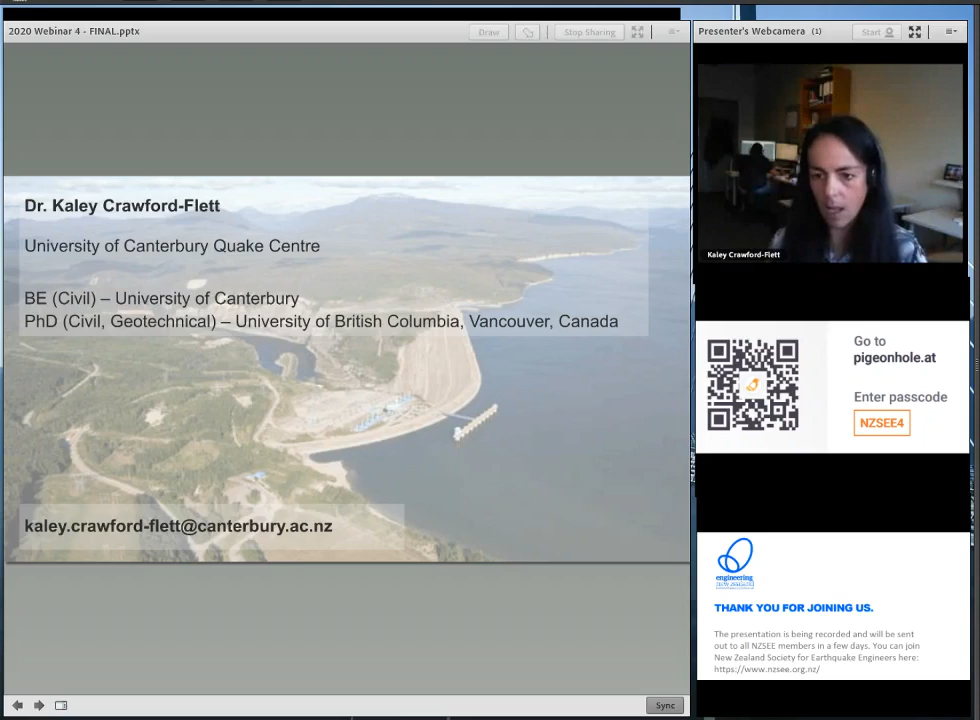 2020 Webinar 4 - FINAL.pptx
Draw
Stop Sharing
Presenter's Webcamera (1)
Start
Dr. Kaley Crawford-Flett
University of Canterbury Quake Centre
BE (Civil) – University of Canterbury
PhD (Civil, Geotechnical) – University of British Columbia, Vancouver, Canada
kaley.crawford-flett@canterbury.ac.nz
Kaley Crawford-Flett
Go to
pigeonhole.at
Enter passcode
NZSEE4
engineering
NEW ZEALAND
THANK YOU FOR JOINING US.
The presentation is being recorded and will be sent
out to all NZSEE members in a few days. You can join
New Zealand Society for Earthquake Engineers here:
https://www.nzsee.org.nz/
Sync